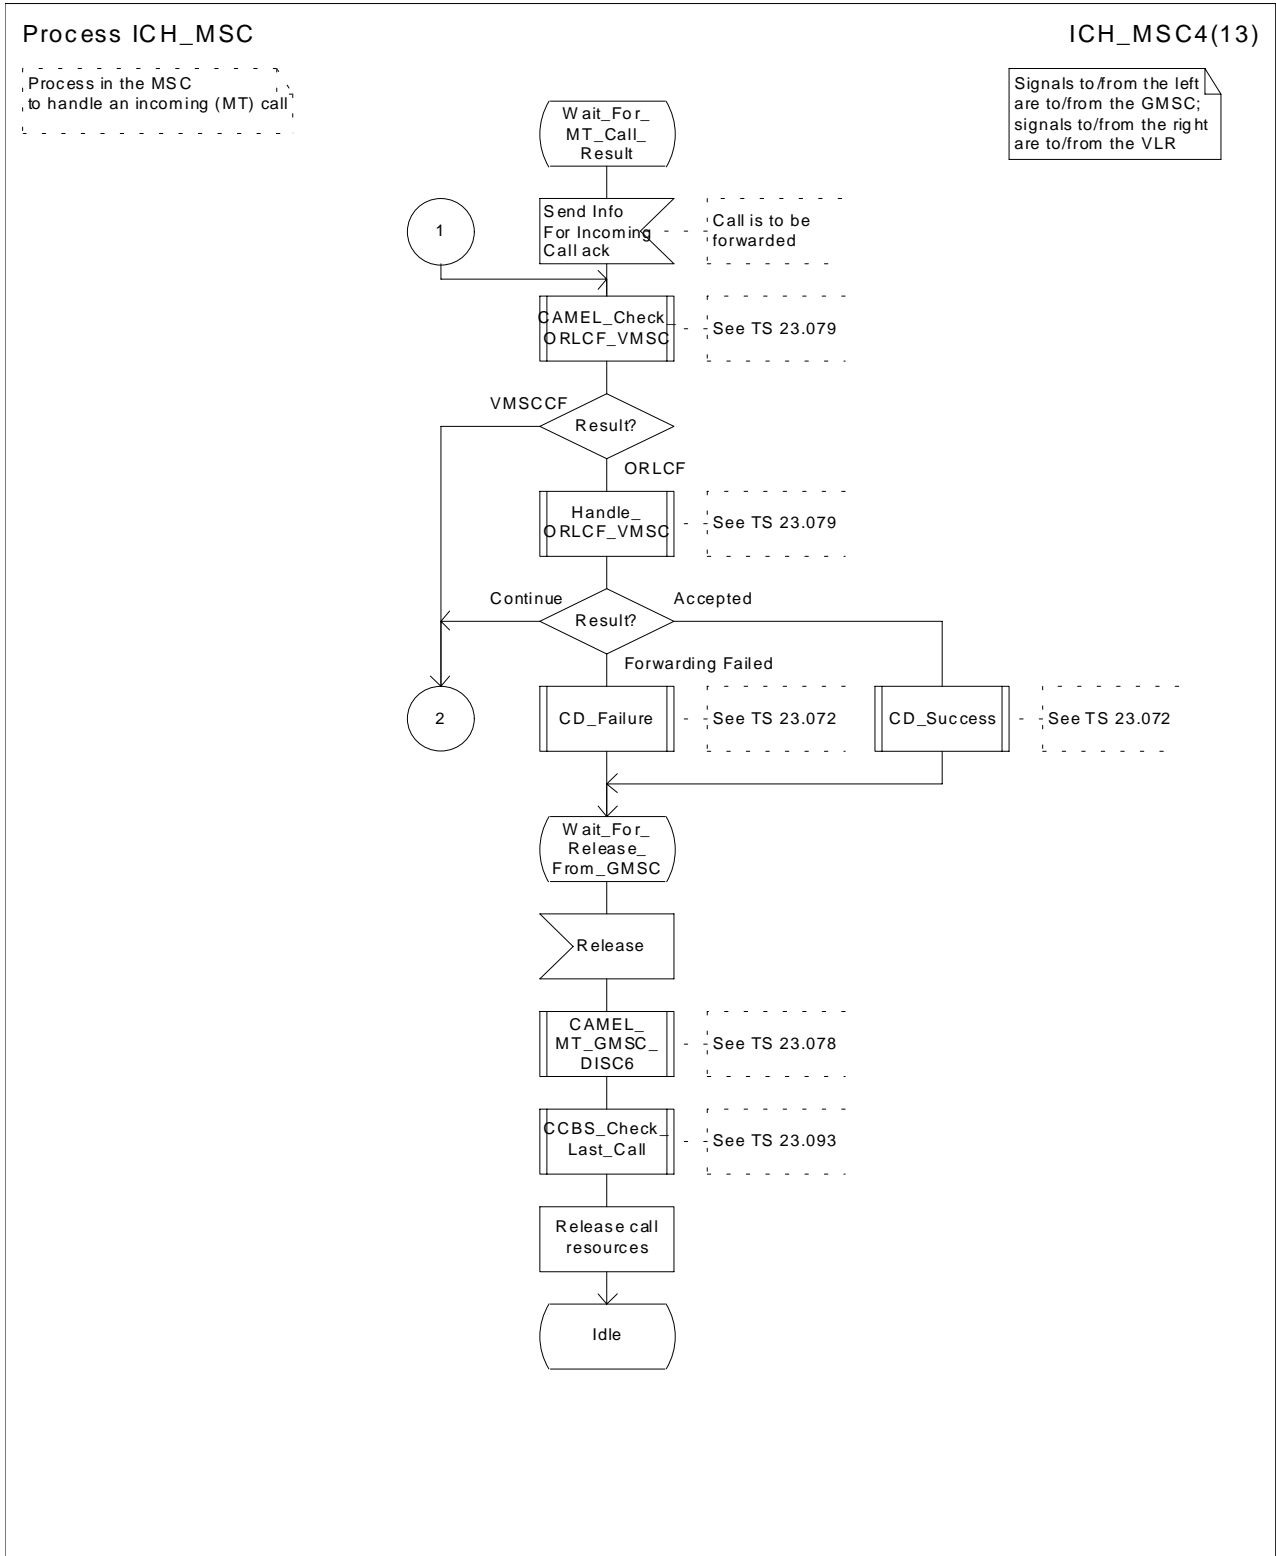 Process ICH_MSC
ICH_MSC4(13)
Process in the MSC
to handle an incoming (MT) call
Signals to/from the left
are to/from the GMSC;
signals to/from the right
are to/from the VLR
Wait_For_
MT_Call_
Result
1
Send Info
For Incoming
Call ack
Call is to be
forwarded
CAMEL_Check_
ORLCF_VMSC
See TS 23.079
VMSCCF
Result?
ORLCF
Handle_
ORLCF_VMSC
See TS 23.079
Continue
Result?
Accepted
Forwarding Failed
2
CD_Failure
See TS 23.072
CD_Success
See TS 23.072
Wait_For_
Release_
From_GMSC
Release
CAMEL_
MT_GMSC_
DISC6
See TS 23.078
CCBS_Check_
Last_Call
See TS 23.093
Release call
resources
Idle